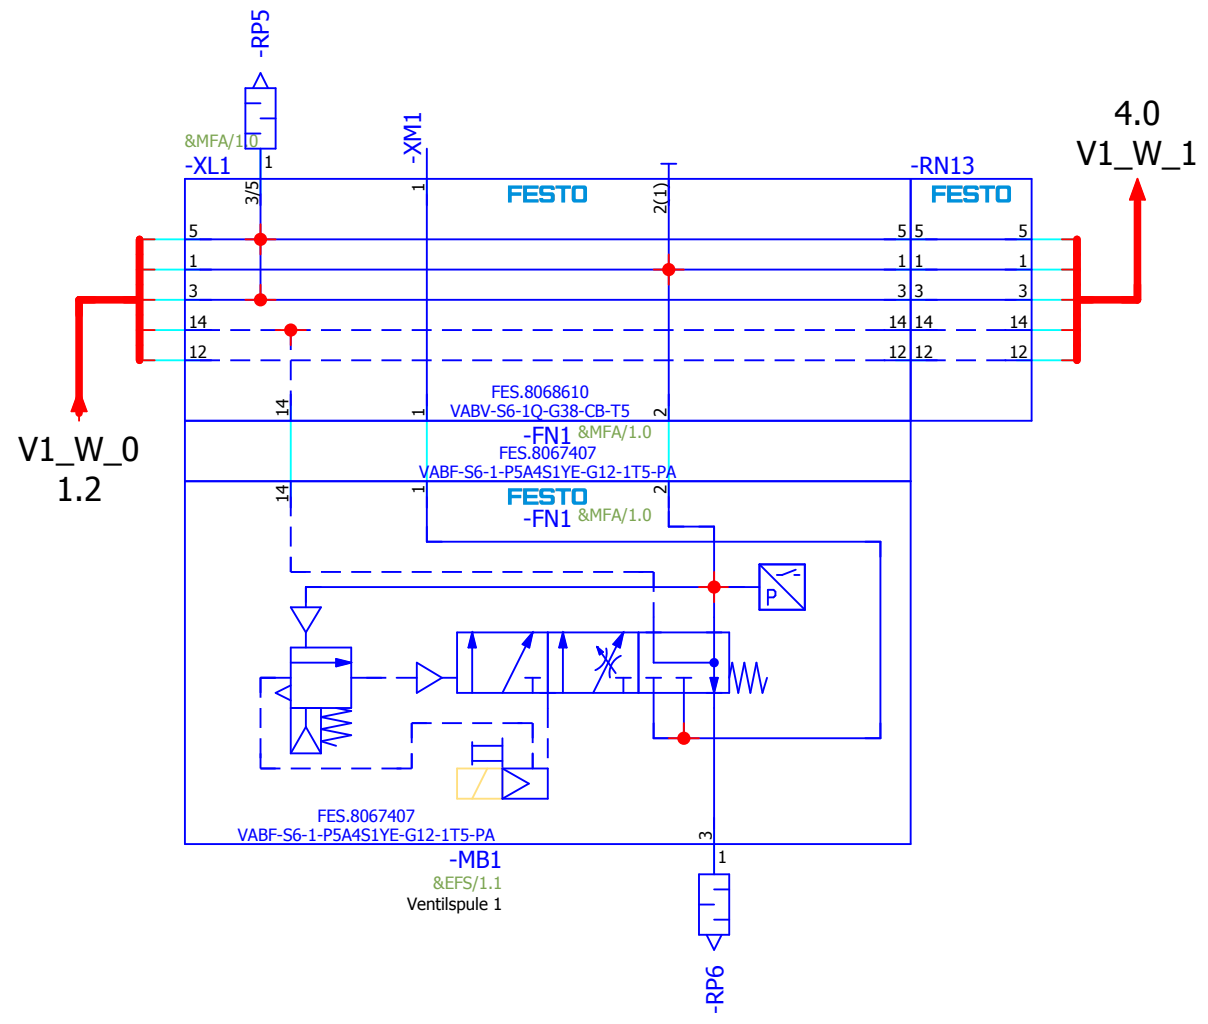 -RP5
&MFA/1.0
-XL1
1
3/5
-XM1
1
FESTO
2(1)
-RN13
FESTO
4.0
V1_W_1
5
5 5
5
1
1 1
1
3
3 3
3
14
14 14
14
12
12 12
12
V1_W_0
1.2
FES.8068610
VABV-S6-1Q-G38-CB-T5
14
1
2
-FN1 &MFA/1.0
FES.8067407
VABF-S6-1-P5A4S1YE-G12-1T5-PA
14
1
2
FESTO
-FN1 &MFA/1.0
P
FES.8067407
VABF-S6-1-P5A4S1YE-G12-1T5-PA
3
-MB1
1
&EFS/1.1
Ventilspule 1
-RP6